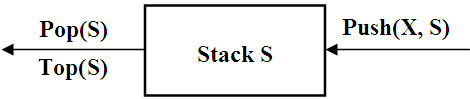 Pop(S)
Top(S)
Stack S
Push(X, S)